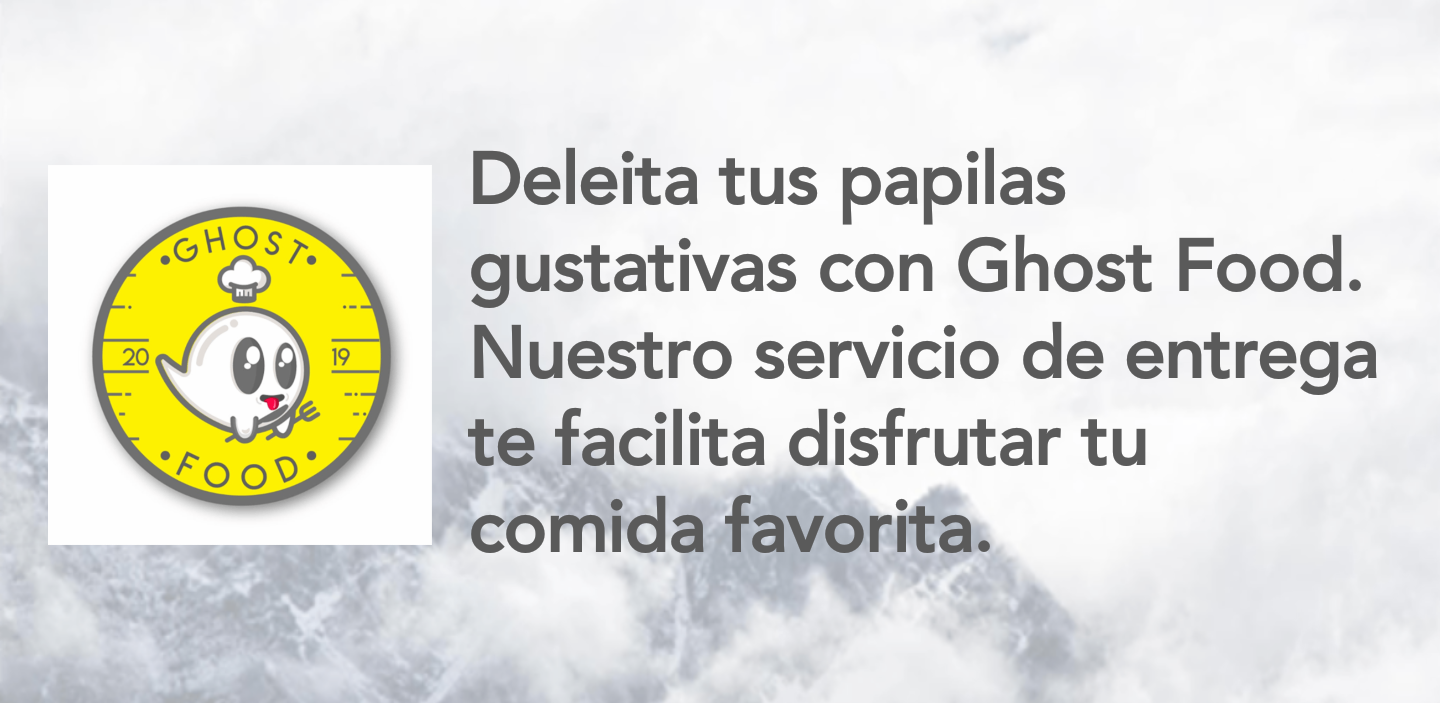 GHOST
20 19
FOOD
Deleita tus papilas
gustativas con Ghost Food.
Nuestro servicio de entrega
te facilita disfrutar tu
comida favorita.